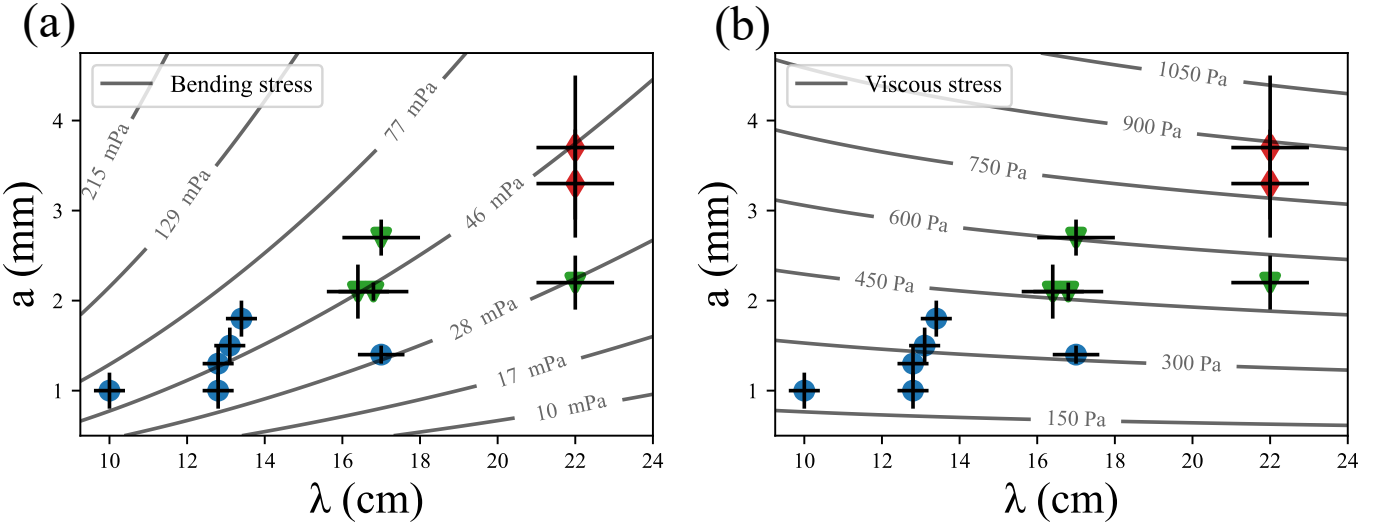 (a)
Bending stress
215 mPa
129 mPa
77 mPa
46 mPa
28 mPa
17 mPa
10 mPa
a (mm)
4
3
2
1
10 12 14 16 18 20 22 24
λ (cm)
(b)
Viscous stress
1050 Pa
900 Pa
750 Pa
600 Pa
450 Pa
300 Pa
150 Pa
a (mm)
4
3
2
1
10 12 14 16 18 20 22 24
λ (cm)